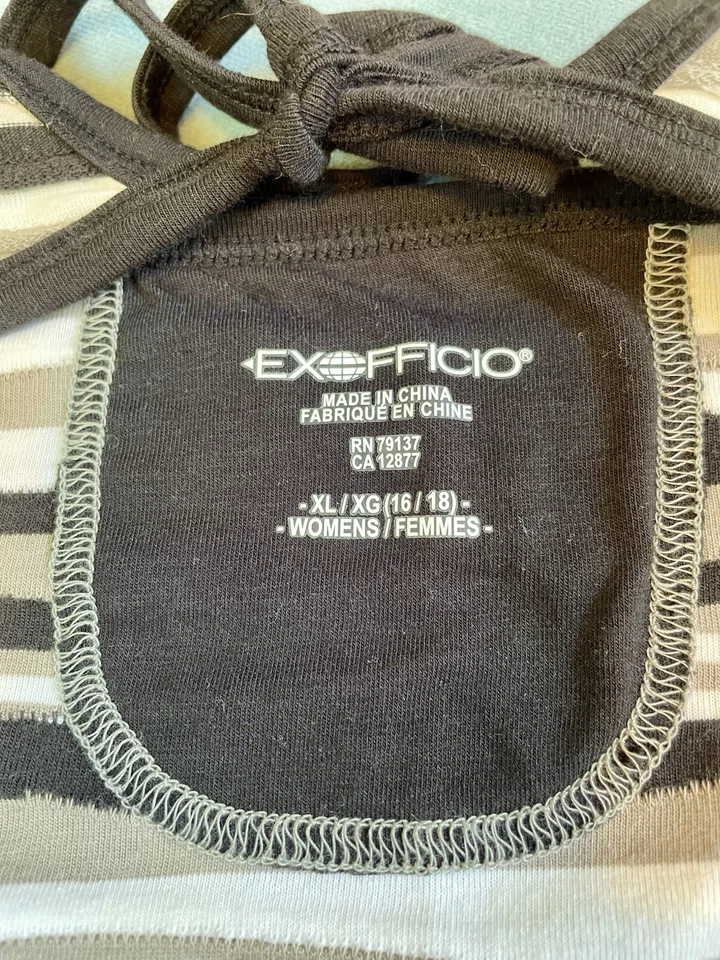 EXOFFICIO®
MADE IN CHINA
FABRIQUÉ EN CHINE
RN 79137
CA 12877
- XL / XG (16 / 18) -
- WOMENS / FEMMES -